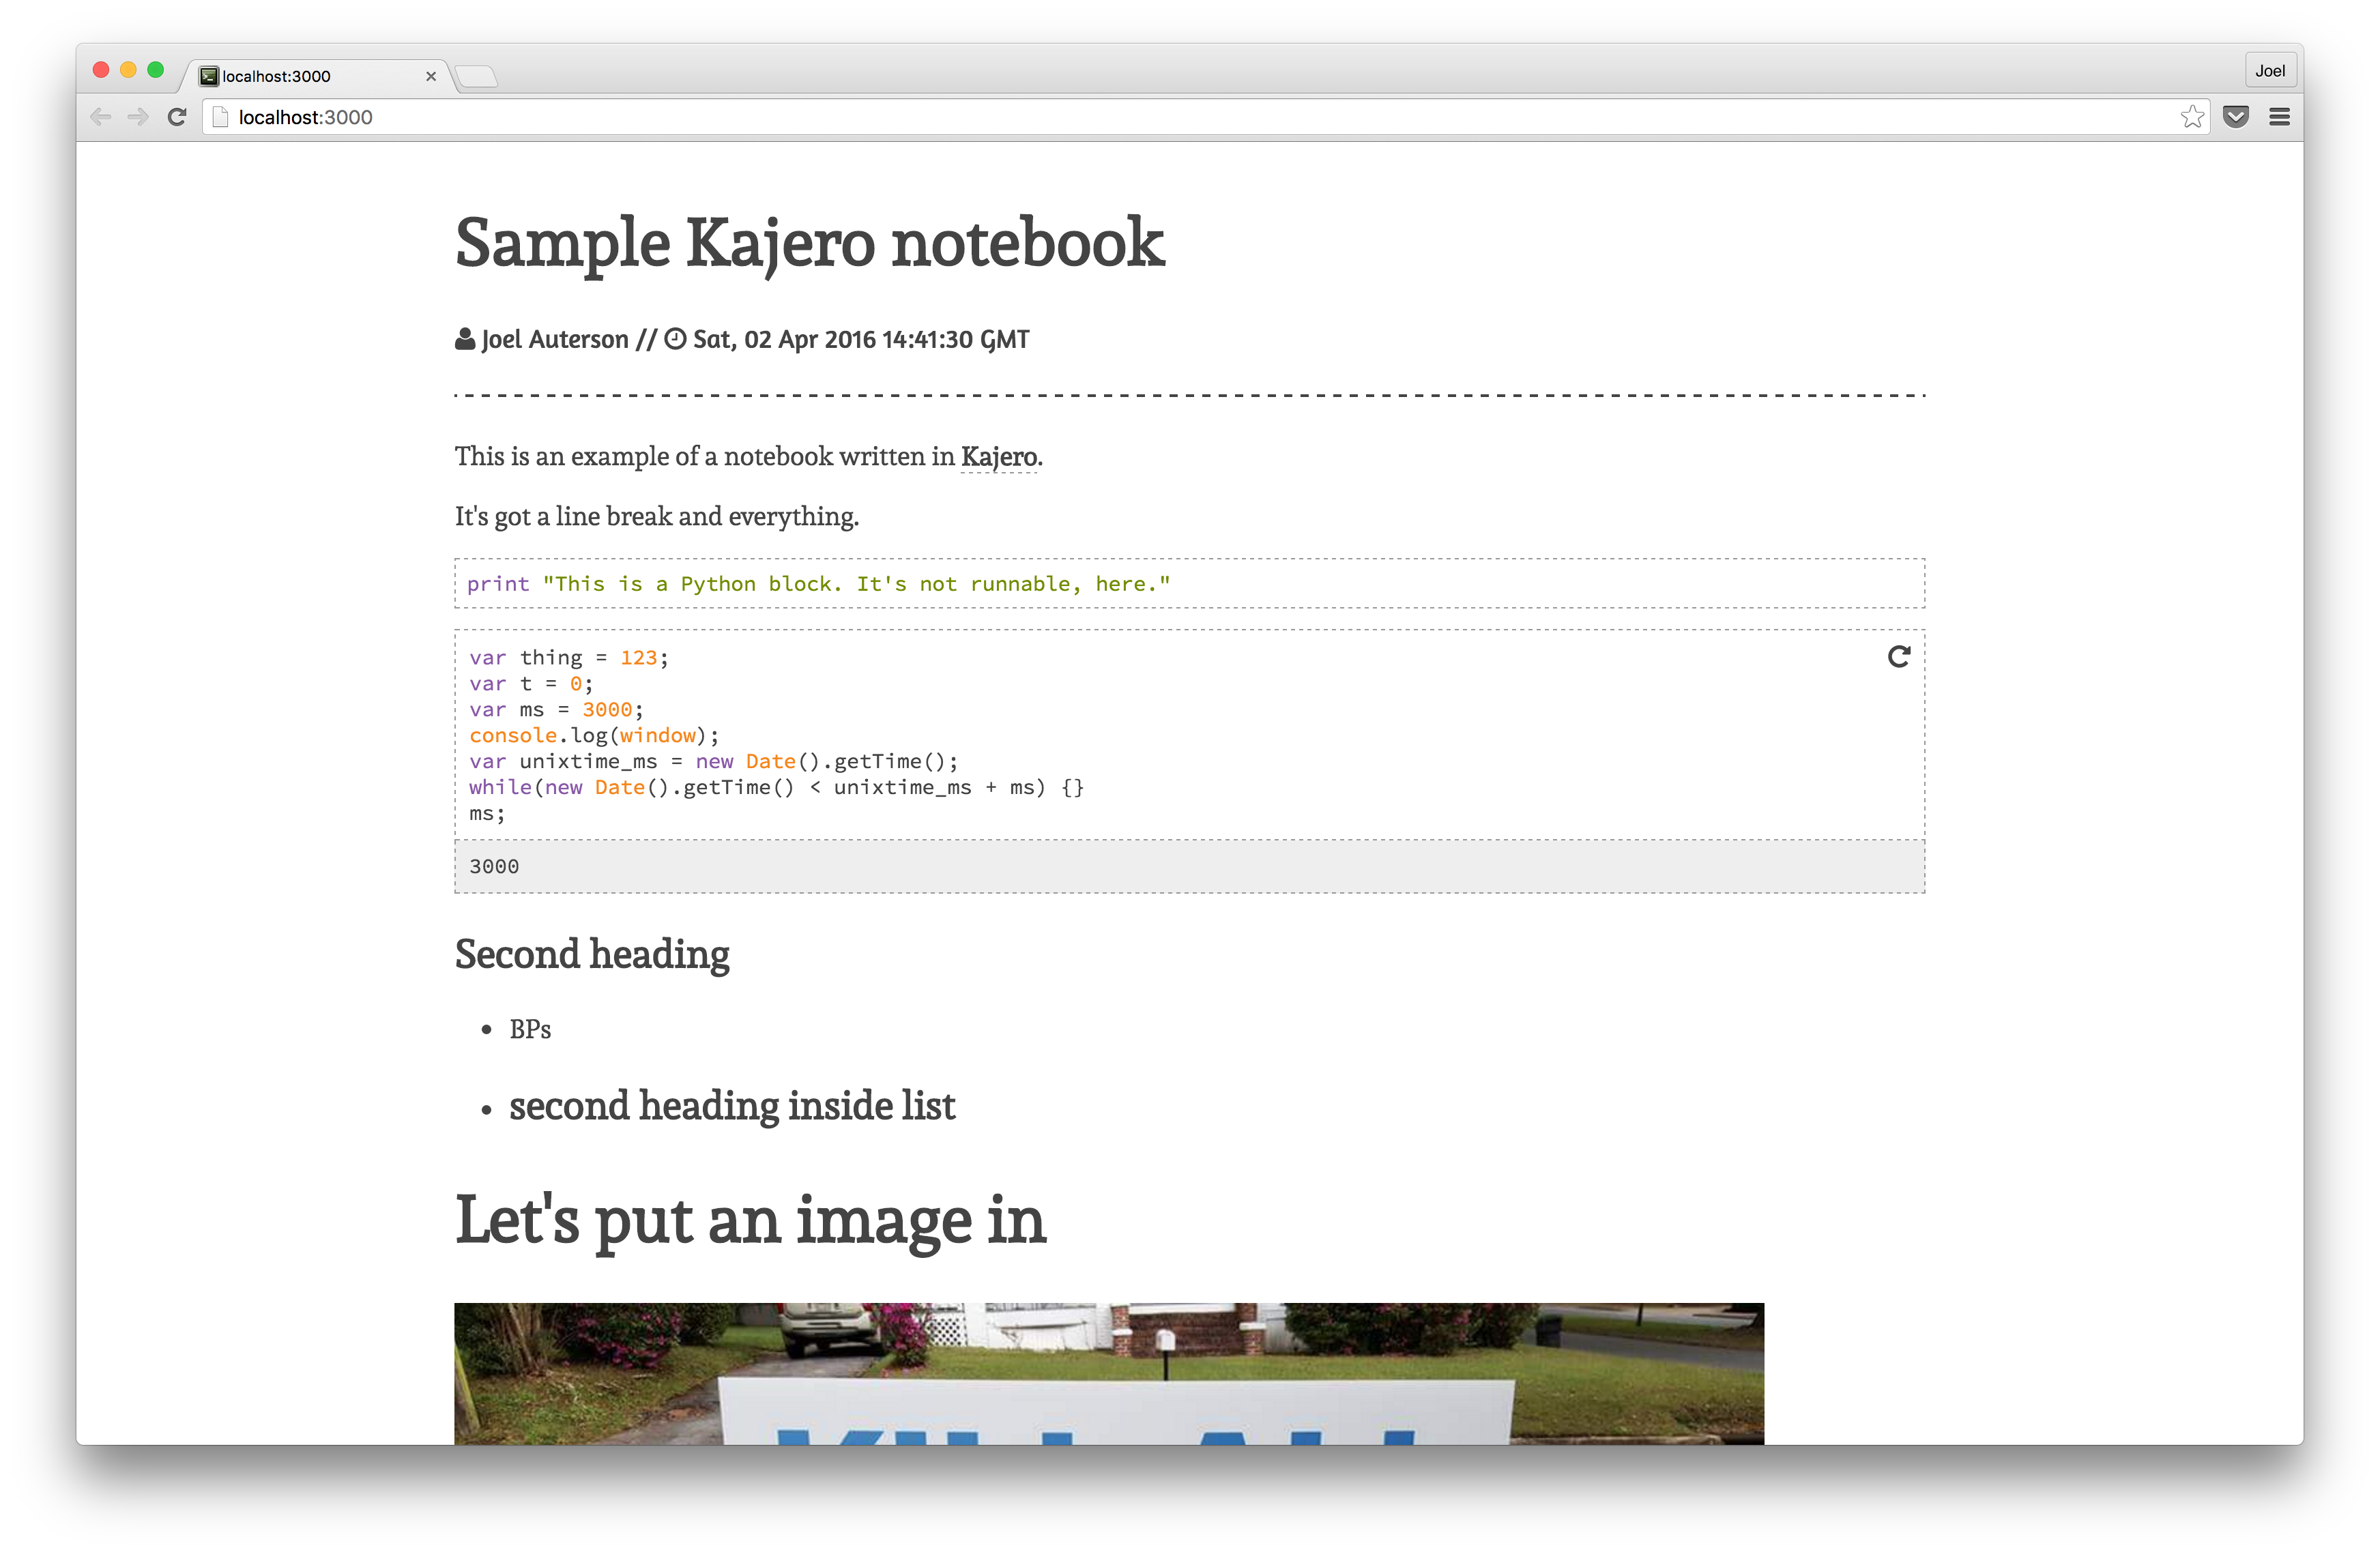 localhost:3000
Joel
localhost:3000
Sample Kajero notebook
Joel Auterson // Sat, 02 Apr 2016 14:41:30 GMT
This is an example of a notebook written in Kajero.
It's got a line break and everything.
print "This is a Python block. It's not runnable, here."
var thing = 123;
var t = 0;
var ms = 3000;
console.log(window);
var unixtime_ms = new Date().getTime();
while(new Date().getTime() < unixtime_ms + ms) {}
ms;
3000
Second heading
• BPs
• second heading inside list
Let's put an image in